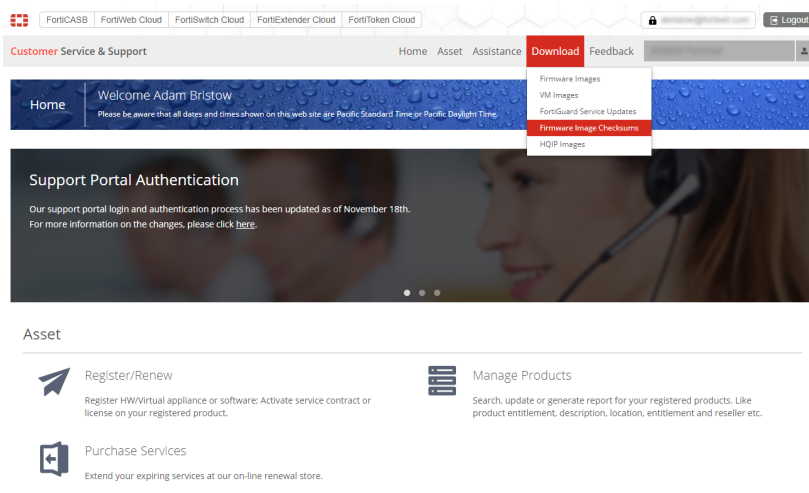 FortiCASB FortiWeb Cloud FortiSwitch Cloud FortiExtender Cloud FortiToken Cloud Logout
Customer Service & Support Home Asset Assistance Download Feedback
Firmware Images
VM Images
FortiGuard Service Updates
Firmware Image Checksums
HQIP Images
Home
Welcome Adam Bristow
Please be aware that all dates and times shown on this web site are Pacific Standard Time or Pacific Daylight Time.
Support Portal Authentication
Our support portal login and authentication process has been updated as of November 18th.
For more information on the changes, please click here.
Asset
Register/Renew
Register HW/Virtual appliance or software; Activate service contract or
license on your registered product.
Manage Products
Search, update or generate report for your registered products. Like
product entitlement, description, location, entitlement and reseller etc.
Purchase Services
Extend your expiring services at our on-line renewal store.